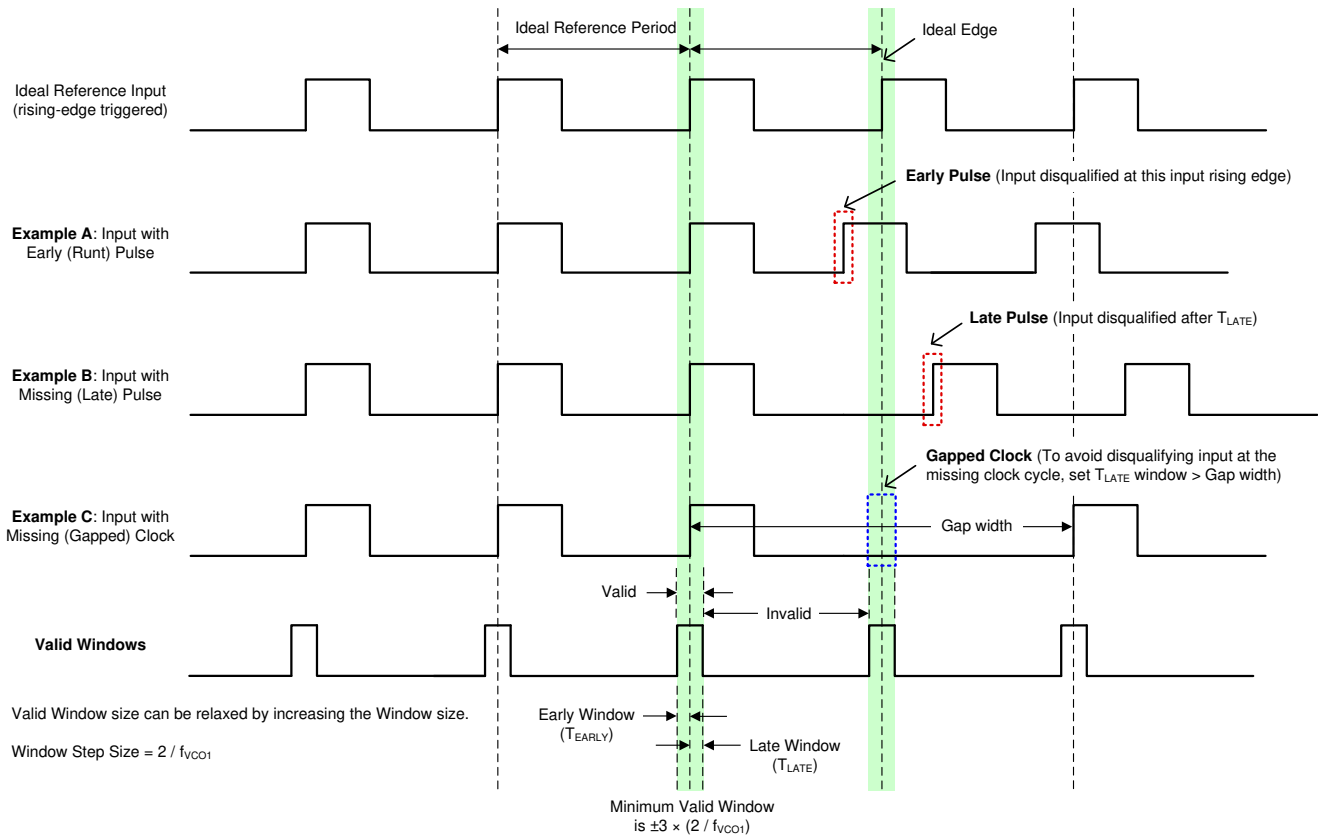 Ideal Reference Period
Ideal Edge
Ideal Reference Input
(rising-edge triggered)
Early Pulse (Input disqualified at this input rising edge)
Example A: Input with
Early (Runt) Pulse
Late Pulse (Input disqualified after TLATE)
Example B: Input with
Missing (Late) Pulse
Gapped Clock (To avoid disqualifying input at the
missing clock cycle, set TLATE window > Gap width)
Example C: Input with
Missing (Gapped) Clock
Gap width
Valid
Invalid
Valid Windows
Valid Window size can be relaxed by increasing the Window size.
Window Step Size = 2 / fVCO1
Early Window
(TEARLY)
Late Window
(TLATE)
Minimum Valid Window
is ±3 × (2 / fVCO1)